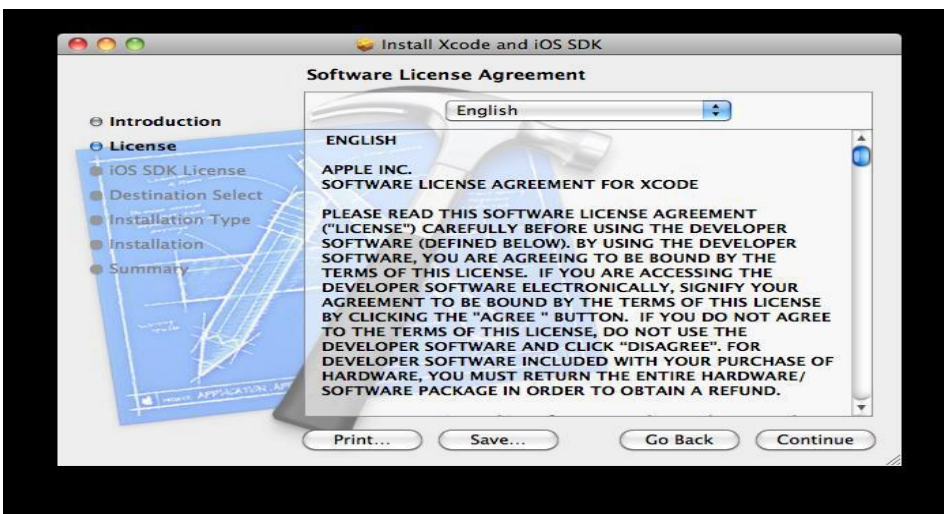 Install Xcode and iOS SDK
Software License Agreement
Introduction
License
iOS SDK License
Destination Select
Installation Type
Installation
Summary
English
ENGLISH
APPLE INC.
SOFTWARE LICENSE AGREEMENT FOR XCODE
PLEASE READ THIS SOFTWARE LICENSE AGREEMENT
("LICENSE") CAREFULLY BEFORE USING THE DEVELOPER
SOFTWARE (DEFINED BELOW). BY USING THE DEVELOPER
SOFTWARE, YOU ARE AGREEING TO BE BOUND BY THE
TERMS OF THIS LICENSE.  IF YOU ARE ACCESSING THE
DEVELOPER SOFTWARE ELECTRONICALLY, SIGNIFY YOUR
AGREEMENT TO BE BOUND BY THE TERMS OF THIS LICENSE
BY CLICKING THE "AGREE " BUTTON.  IF YOU DO NOT AGREE
TO THE TERMS OF THIS LICENSE, DO NOT USE THE
DEVELOPER SOFTWARE AND CLICK “DISAGREE”. FOR
DEVELOPER SOFTWARE INCLUDED WITH YOUR PURCHASE OF
HARDWARE, YOU MUST RETURN THE ENTIRE HARDWARE/
SOFTWARE PACKAGE IN ORDER TO OBTAIN A REFUND.
Print...
Save...
Go Back
Continue